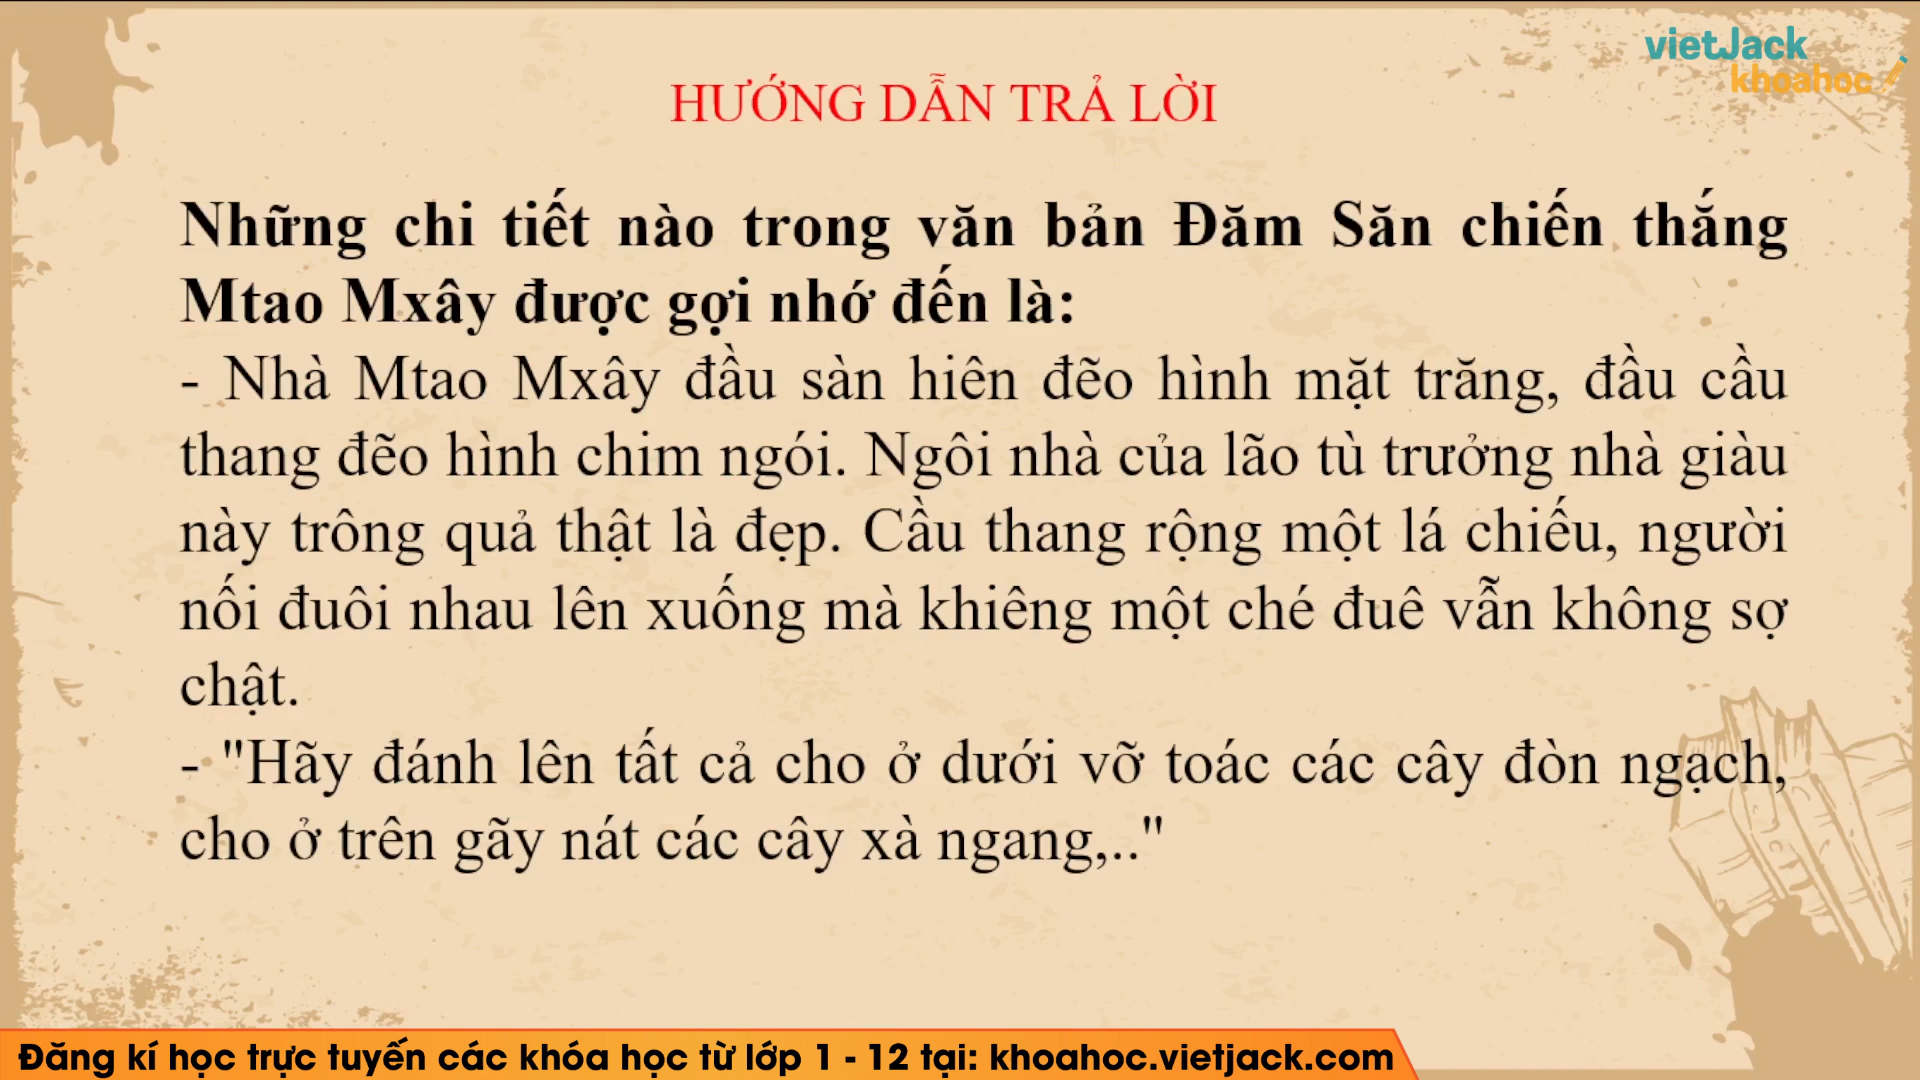 vietJack
khoahoc
HƯỚNG DẪN TRẢ LỜI
Những chi tiết nào trong văn bản Đăm Săn chiến thắng
Mtao Mxây được gợi nhớ đến là:
- Nhà Mtao Mxây đầu sàn hiên đẽo hình mặt trăng, đầu cầu
thang đẽo hình chim ngói. Ngôi nhà của lão tù trưởng nhà giàu
này trông quả thật là đẹp. Cầu thang rộng một lá chiếu, người
nối đuôi nhau lên xuống mà khiêng một ché đuê vẫn không sợ
chật.
- "Hãy đánh lên tất cả cho ở dưới vỡ toác các cây đòn ngạch,
cho ở trên gãy nát các cây xà ngang,.."
Đăng kí học trực tuyến các khóa học từ lớp 1 - 12 tại: khoahoc.vietjack.com